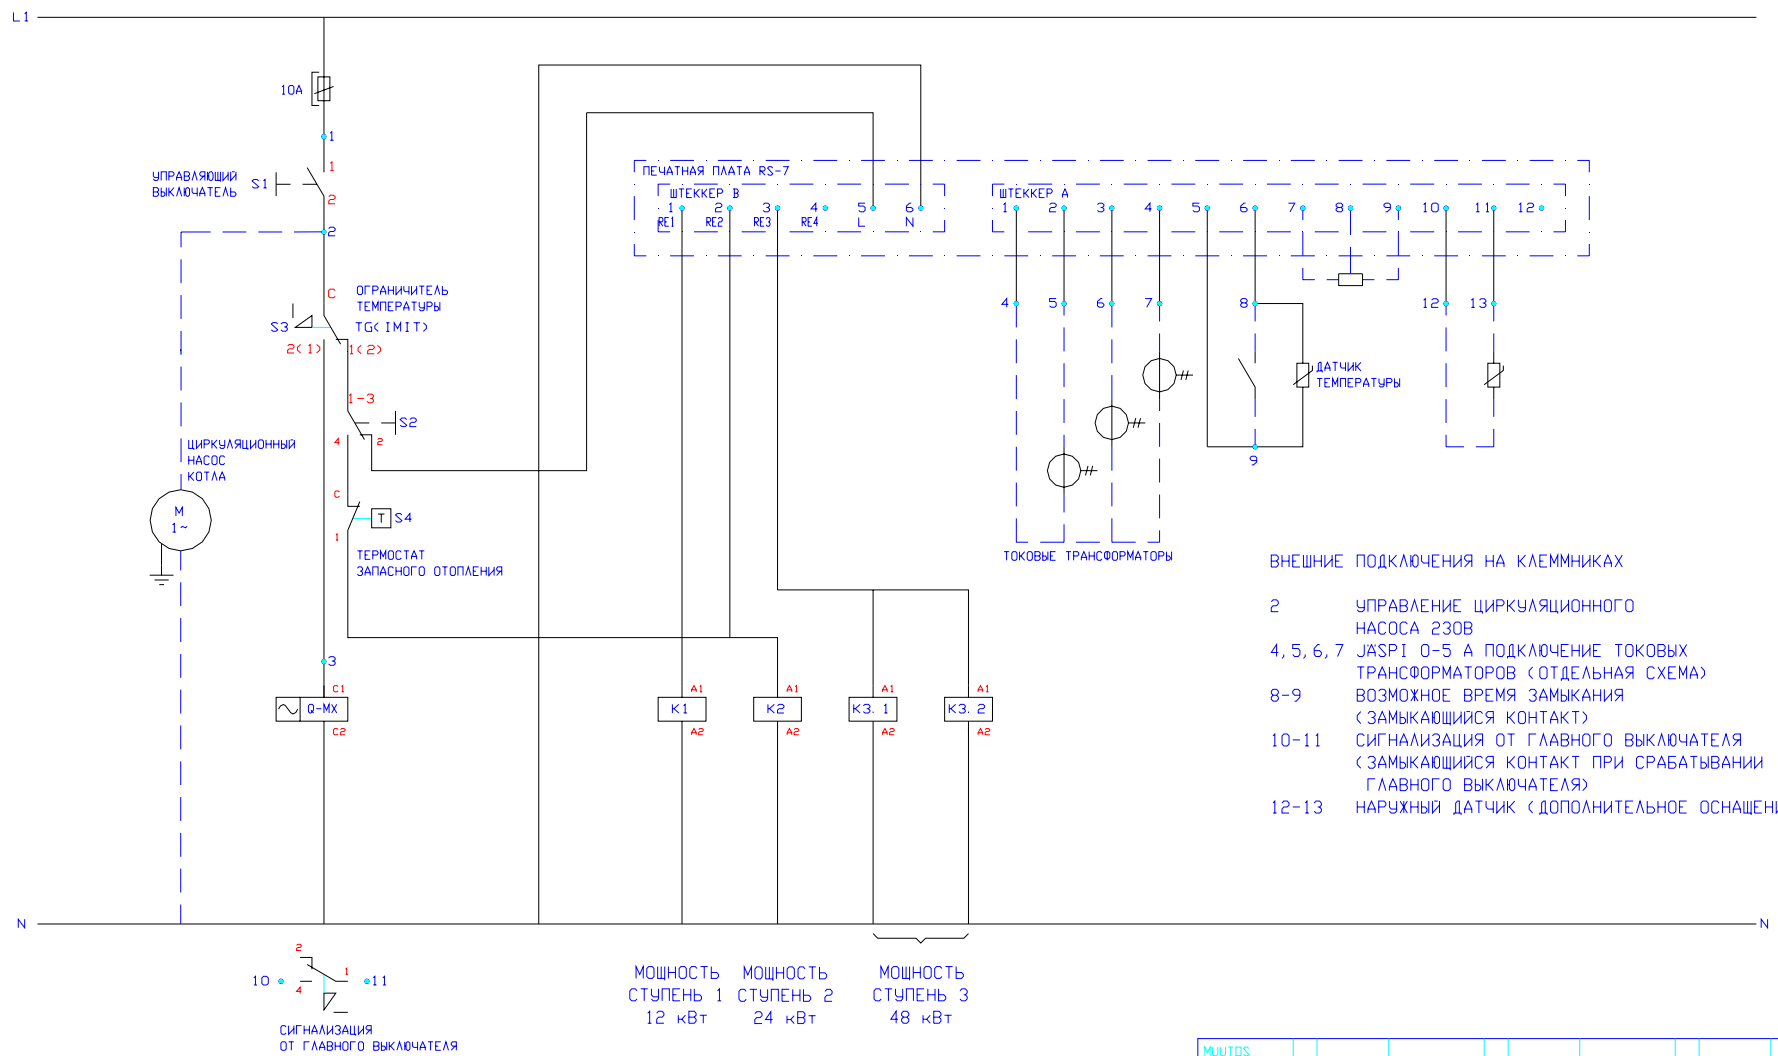 L1
10A
1
УПРАВЛЯЮЩИЙ
ВЫКЛЮЧАТЕЛЬ
S1
1
2
2
ПЕЧАТНАЯ ПЛАТА RS-7
ШТЕККЕР B
1 2 3 4 5 6
RE1 RE2 RE3 RE4 L N
ШТЕККЕР A
1 2 3 4 5 6 7 8 9 10 11 12
C
ОГРАНИЧИТЕЛЬ
ТЕМПЕРАТУРЫ
S3
TG(IMIT)
2(1) 1(2)
4 5 6 7 8 12 13
1-3
S2
4 2
ДАТЧИК
ТЕМПЕРАТУРЫ
9
ЦИРКУЛЯЦИОННЫЙ
НАСОС
КОТЛА
M
1~
C
T S4
1
ТЕРМОСТАТ
ЗАПАСНОГО ОТОПЛЕНИЯ
ТОКОВЫЕ ТРАНСФОРМАТОРЫ
ВНЕШНИЕ ПОДКЛЮЧЕНИЯ НА КЛЕММНИКАХ
2 УПРАВЛЕНИЕ ЦИРКУЛЯЦИОННОГО
НАСОСА 230В
4,5,6,7 JÄSPI 0-5 A ПОДКЛЮЧЕНИЕ ТОКОВЫХ
ТРАНСФОРМАТОРОВ (ОТДЕЛЬНАЯ СХЕМА)
8-9 ВОЗМОЖНОЕ ВРЕМЯ ЗАМЫКАНИЯ
(ЗАМЫКАЮЩИЙСЯ КОНТАКТ)
10-11 СИГНАЛИЗАЦИЯ ОТ ГЛАВНОГО ВЫКЛЮЧАТЕЛЯ
(ЗАМЫКАЮЩИЙСЯ КОНТАКТ ПРИ СРАБАТЫВАНИИ
ГЛАВНОГО ВЫКЛЮЧАТЕЛЯ)
12-13 НАРУЖНЫЙ ДАТЧИК (ДОПОЛНИТЕЛЬНОЕ
3
C1
Q-MX
C2
A1 A1 A1 A1
K1 K2 K3.1 K3.2
A2 A2 A2 A2
N N
2
10 4 1 11
СИГНАЛИЗАЦИЯ
ОТ ГЛАВНОГО ВЫКЛЮЧАТЕЛЯ
МОЩНОСТЬ
СТУПЕНЬ 1
12 кВт
МОЩНОСТЬ
СТУПЕНЬ 2
24 кВт
МОЩНОСТЬ
СТУПЕНЬ 3
48 кВт
MUUTOS